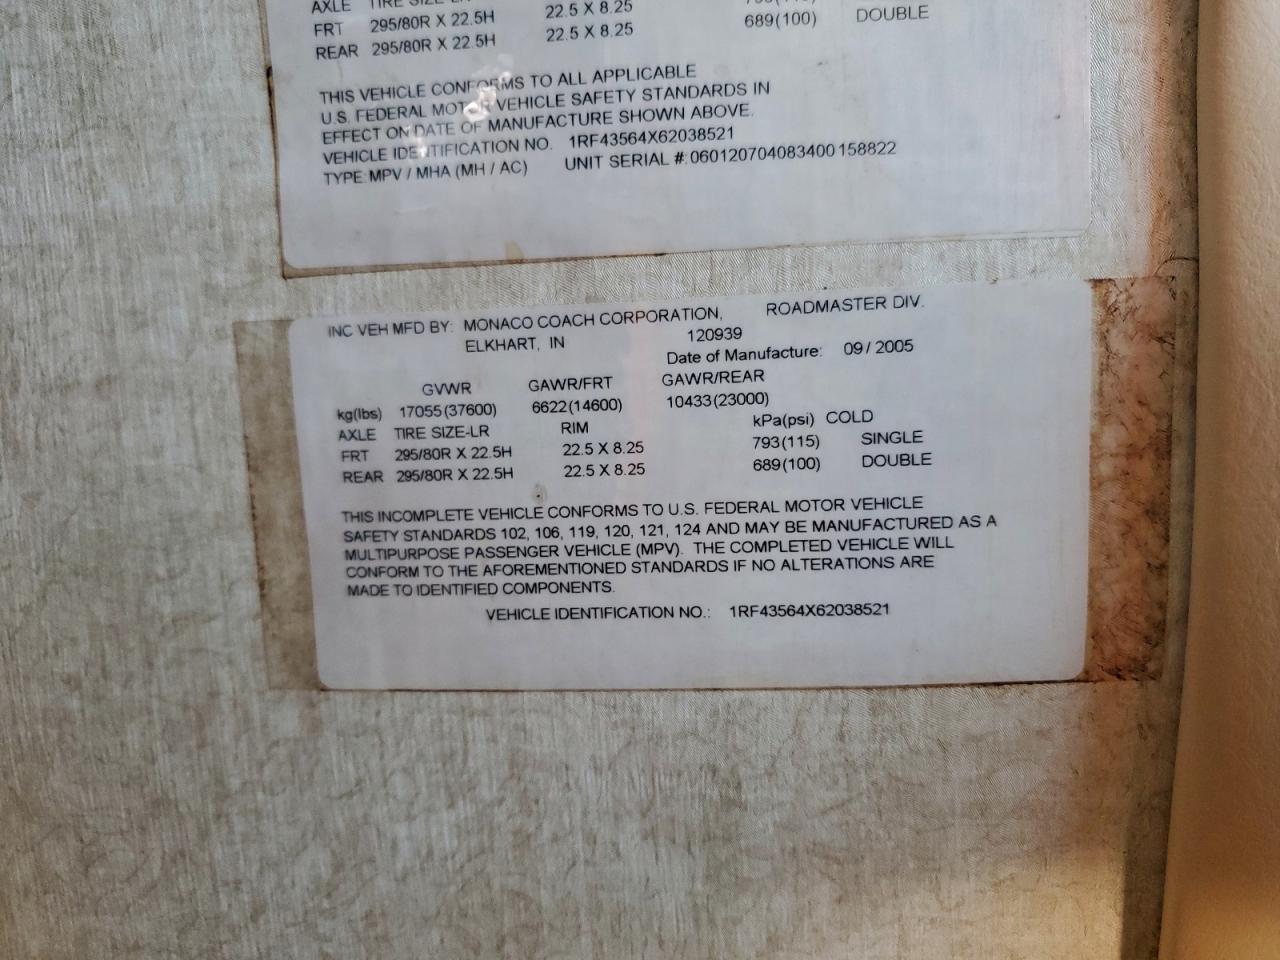 AXLE TIRE SIZE-LR
FRT 295/80R X 22.5H 22.5 X 8.25
REAR 295/80R X 22.5H 22.5 X 8.25 689(100) DOUBLE
THIS VEHICLE CONFORMS TO ALL APPLICABLE
U.S. FEDERAL MOTOR VEHICLE SAFETY STANDARDS IN
EFFECT ON DATE OF MANUFACTURE SHOWN ABOVE.
VEHICLE IDENTIFICATION NO. 1RF43564X62038521
TYPE: MPV / MHA (MH / AC) UNIT SERIAL #:060120704083400158822
INC VEH MFD BY: MONACO COACH CORPORATION, ROADMASTER DIV.
ELKHART, IN 120939
Date of Manufacture: 09 / 2005
GVWR GAWR/FRT GAWR/REAR
kg(lbs) 17055(37600) 6622(14600) 10433(23000)
AXLE TIRE SIZE-LR RIM kPa(psi) COLD
FRT 295/80R X 22.5H 22.5 X 8.25 793(115) SINGLE
REAR 295/80R X 22.5H 22.5 X 8.25 689(100) DOUBLE
THIS INCOMPLETE VEHICLE CONFORMS TO U.S. FEDERAL MOTOR VEHICLE
SAFETY STANDARDS 102, 106, 119, 120, 121, 124 AND MAY BE MANUFACTURED AS A
MULTIPURPOSE PASSENGER VEHICLE (MPV). THE COMPLETED VEHICLE WILL
CONFORM TO THE AFOREMENTIONED STANDARDS IF NO ALTERATIONS ARE
MADE TO IDENTIFIED COMPONENTS.
VEHICLE IDENTIFICATION NO.: 1RF43564X62038521